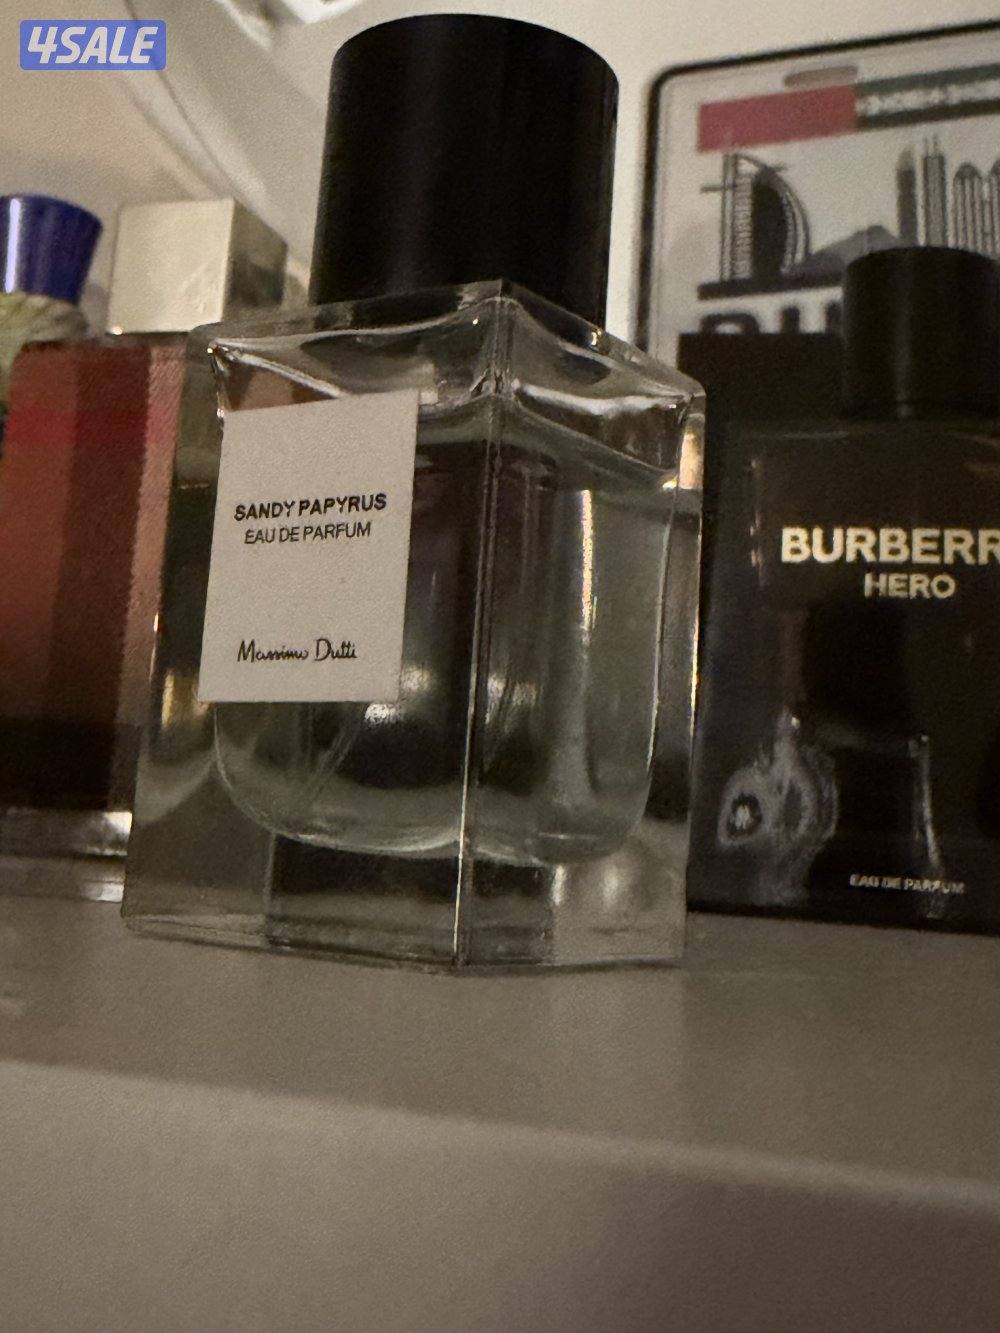 4SALE
SANDY PAPYRUS
EAU DE PARFUM
Massimo Dutti
BURBERR
HERO
EAU DE PARFUM